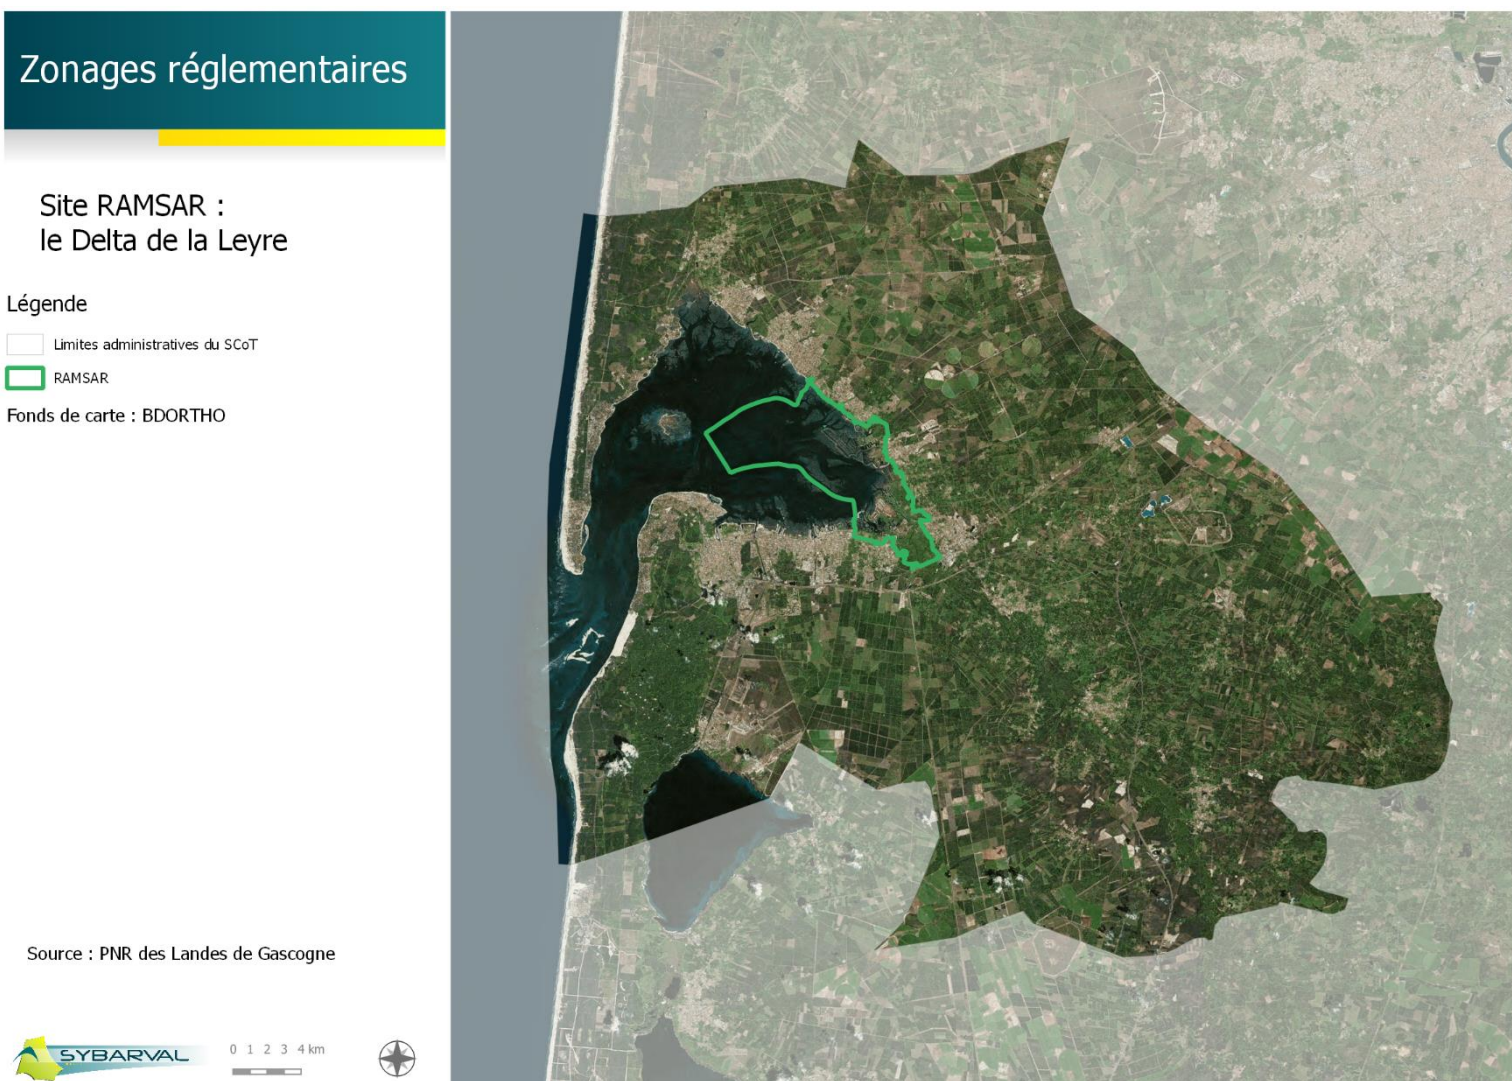 Zonages réglementaires
Site RAMSAR :
le Delta de la Leyre
Légende
Limites administratives du SCoT
RAMSAR
Fonds de carte : BDORTHO
Source : PNR des Landes de Gascogne
SYBARVAL
0 1 2 3 4 km